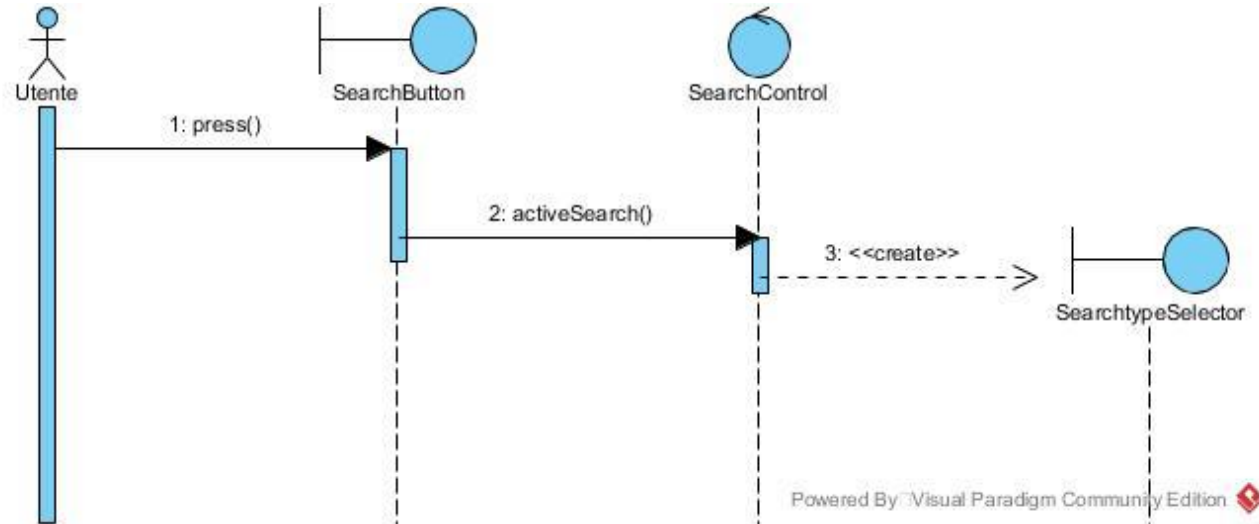 Utente
SearchButton
SearchControl
1: press()
2: activeSearch()
3: <<create>>
SearchtypeSelector
Powered By Visual Paradigm Community Edition